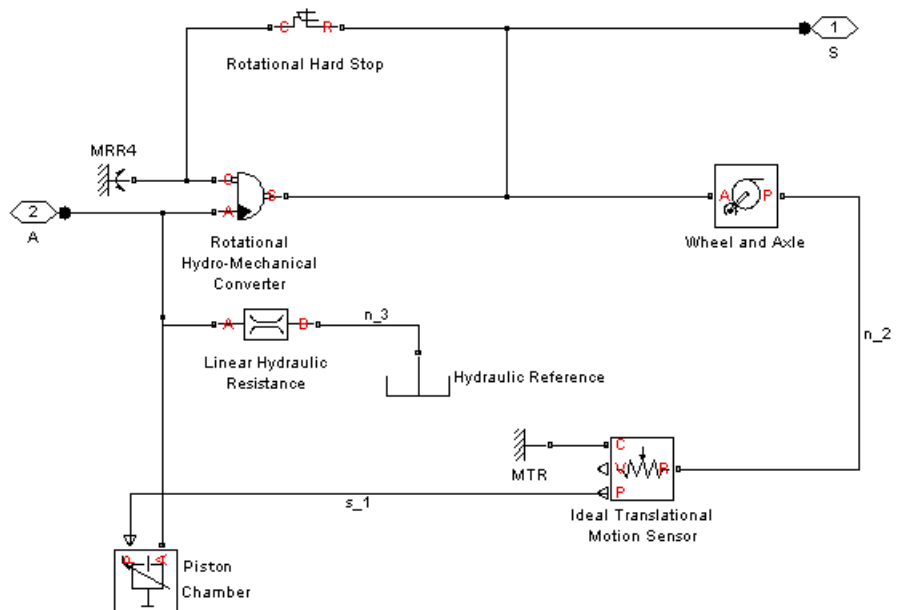 1
S
C R
Rotational Hard Stop
MRR4
C
S
A
2
A
Rotational
Hydro-Mechanical
Converter
A P
Wheel and Axle
n_3
A B
Linear Hydraulic
Resistance
Hydraulic Reference
n_2
C
V R
P
MTR
s_1
Ideal Translational
Motion Sensor
P A
Piston
Chamber